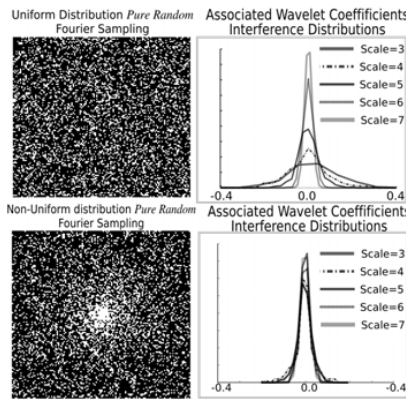 Uniform Distribution Pure Random
Fourier Sampling
Associated Wavelet Coeffificients
Interference Distributions
Scale=3
Scale=4
Scale=5
Scale=6
Scale=7
-0.4 0.0 0.4
Non-Uniform distribution Pure Random
Fourier Sampling
Associated Wavelet Coeffificients
Interference Distributions
Scale=3
Scale=4
Scale=5
Scale=6
Scale=7
-0.4 0.0 -0.4